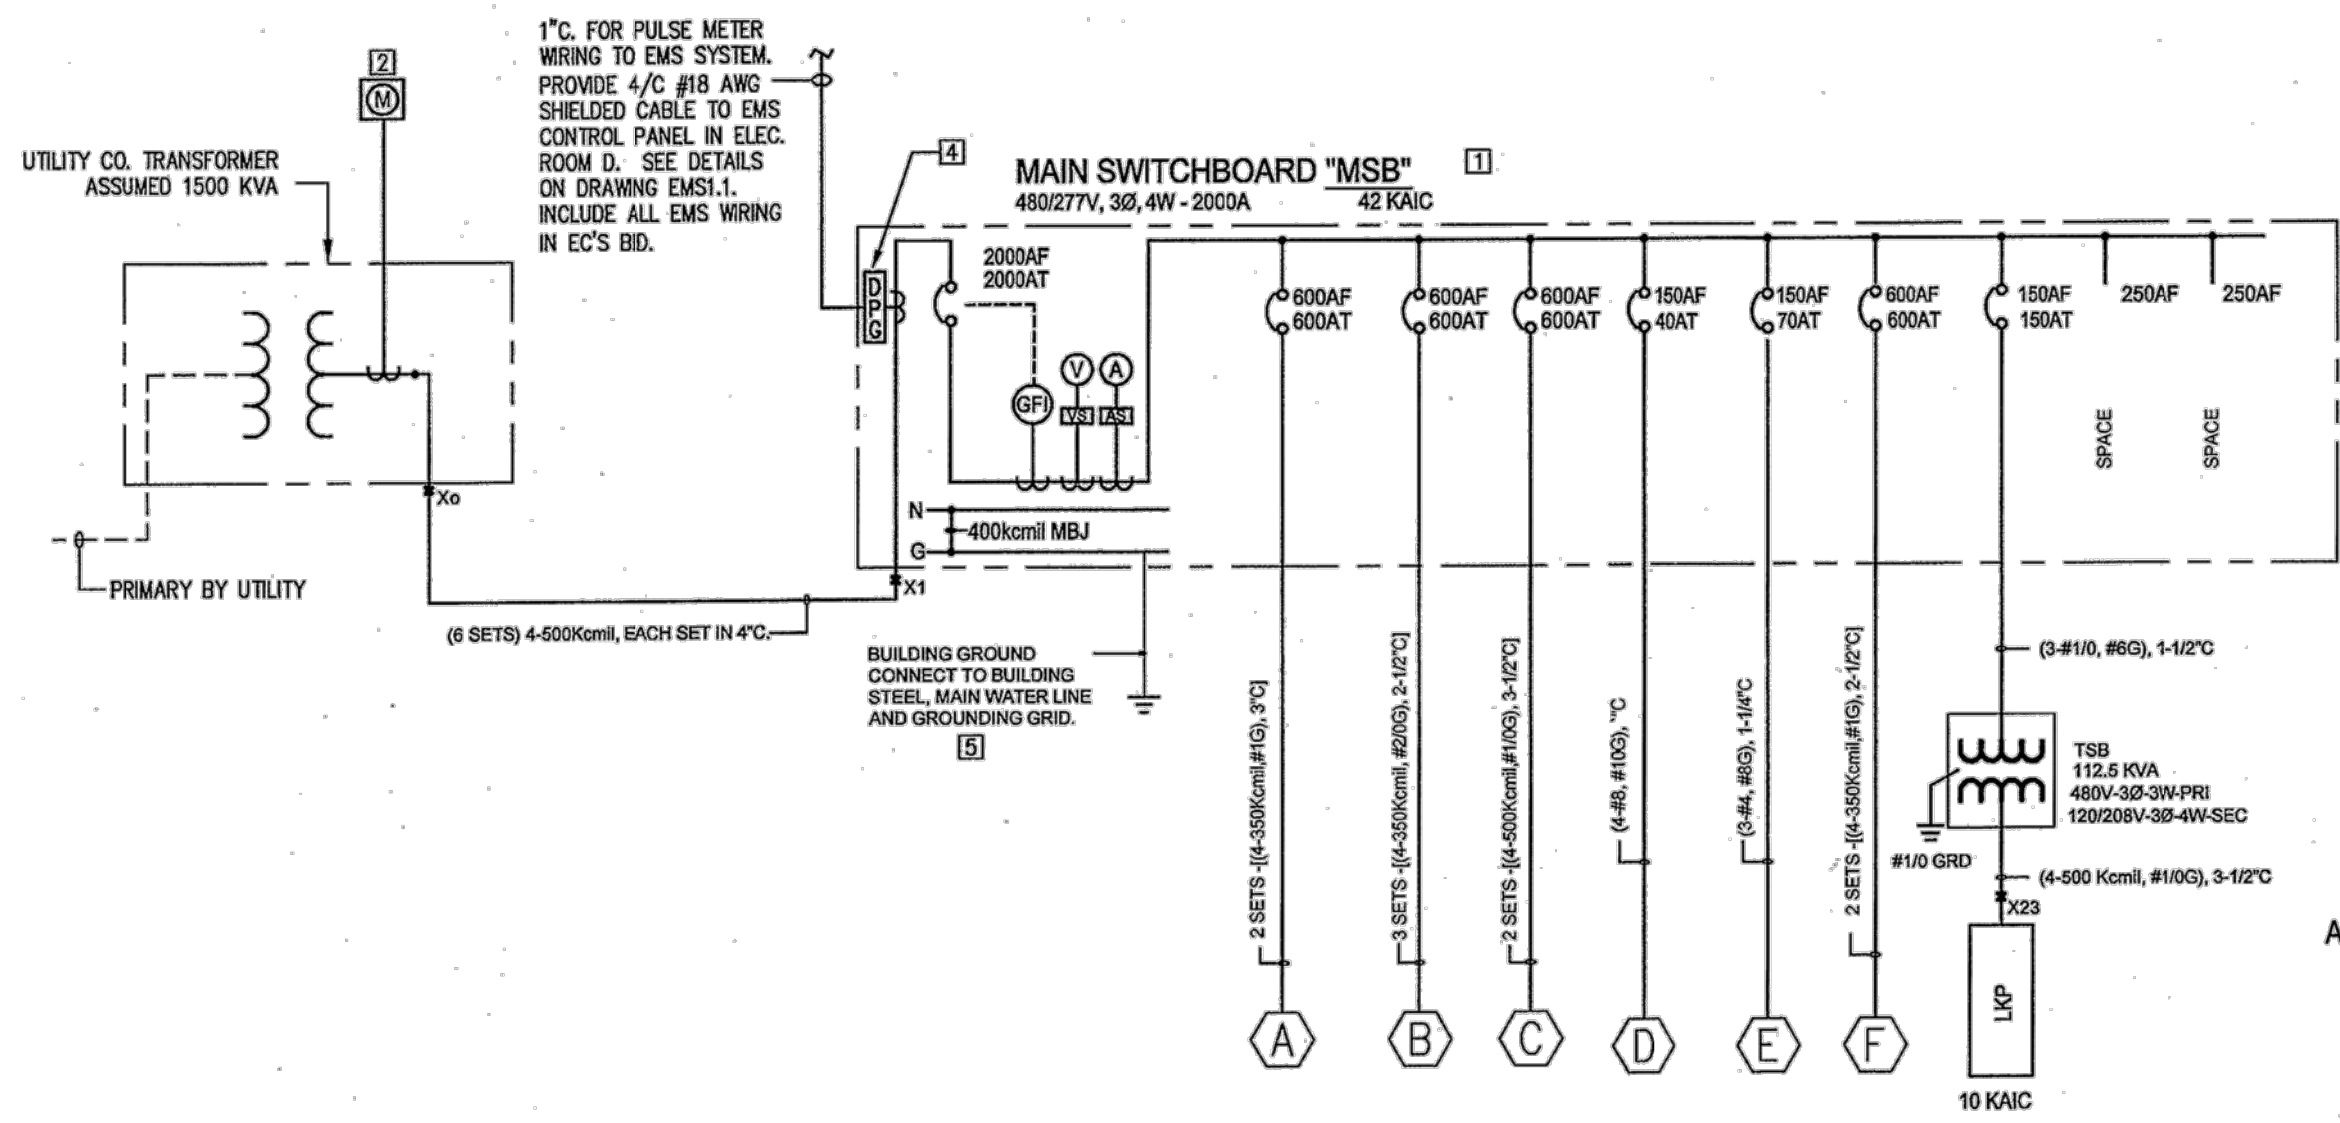 1"C. FOR PULSE METER
WIRING TO EMS SYSTEM.
PROVIDE 4/C #18 AWG
SHIELDED CABLE TO EMS
CONTROL PANEL IN ELEC.
ROOM D. SEE DETAILS
ON DRAWING EMS1.1.
INCLUDE ALL EMS WIRING
IN EC'S BID.
2
M
UTILITY CO. TRANSFORMER
ASSUMED 1500 KVA
Xo
PRIMARY BY UTILITY
(6 SETS) 4-500Kcmil, EACH SET IN 4"C.
4
MAIN SWITCHBOARD "MSB"
1
480/277V, 3Ø, 4W - 2000A
42 KAIC
DPG
2000AF
2000AT
GFI
V
VS
A
AS
N
400kcmil MBJ
G
X1
BUILDING GROUND
CONNECT TO BUILDING
STEEL, MAIN WATER LINE
AND GROUNDING GRID.
5
600AF
600AT
600AF
600AT
600AF
600AT
150AF
40AT
150AF
70AT
600AF
600AT
150AF
150AT
250AF
250AF
SPACE
SPACE
2 SETS -[(4-350Kcmil,#1G), 3"C]
3 SETS -[(4-350Kcmil, #2/0G), 2-1/2"C]
2 SETS -[(4-500Kcmil,#1/0G), 3-1/2"C]
(4-#8, #10G), "C
(3-#4, #8G), 1-1/4"C
2 SETS -[(4-350Kcmil,#1G), 2-1/2"C]
(3-#1/0, #6G), 1-1/2"C
TSB
112.5 KVA
480V-3Ø-3W-PRI
120/208V-3Ø-4W-SEC
#1/0 GRD
(4-500 Kcmil, #1/0G), 3-1/2"C
X23
LKP
10 KAIC
A
B
C
D
E
F
A